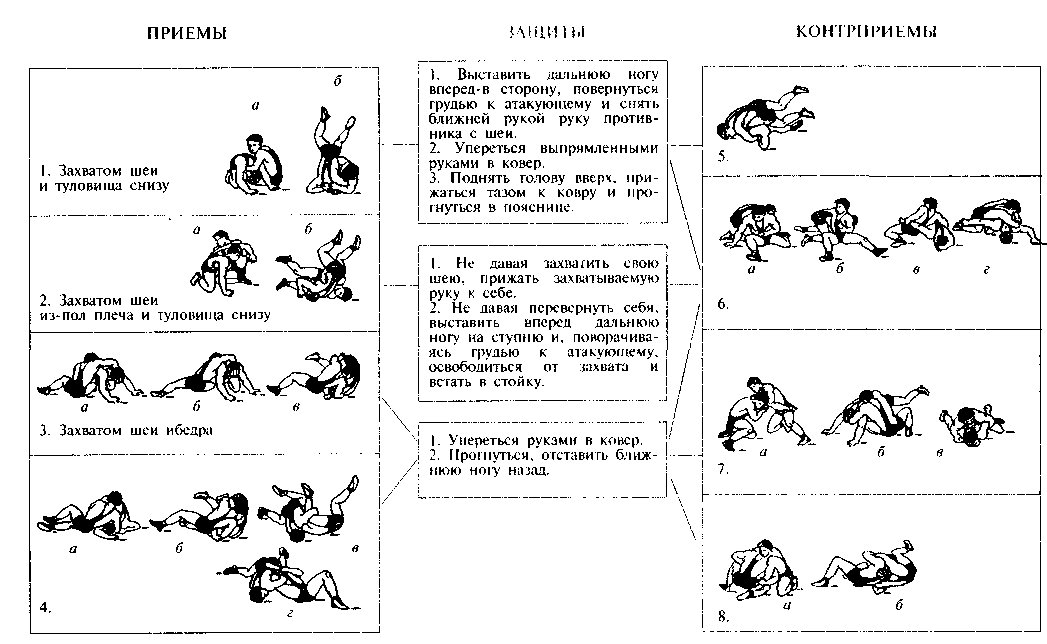 ПРИЕМЫ
ЗАЩИТЫ
КОНТРПРИЕМЫ
а
б
1. Захватом шеи
и туловища снизу
а
б
2. Захватом шеи
из-пол плеча и туловища снизу
а
б
в
3. Захватом шеи ибедра
а
б
в
г
4.
1. Выставить дальнюю ногу
вперед-в сторону, повернуться
грудью к атакующему и снять
ближней рукой руку против-
ника с шеи.
2. Упереться выпрямленными
руками в ковер.
3. Поднять голову вверх, при-
жаться тазом к ковру и про-
гнуться в пояснице.
1. Не давая захватить свою
шею, прижать захватываемую
руку к себе.
2. Не давая перевернуть себя,
выставить вперед дальнюю
ногу на ступню и, поворачива-
ясь грудью к атакующему,
освободиться от захвата и
встать в стойку.
1. Упереться руками в ковер.
2. Прогнуться, отставить ближ-
нюю ногу назад.
5.
а
б
в
г
6.
а
б
в
7.
а
б
8.